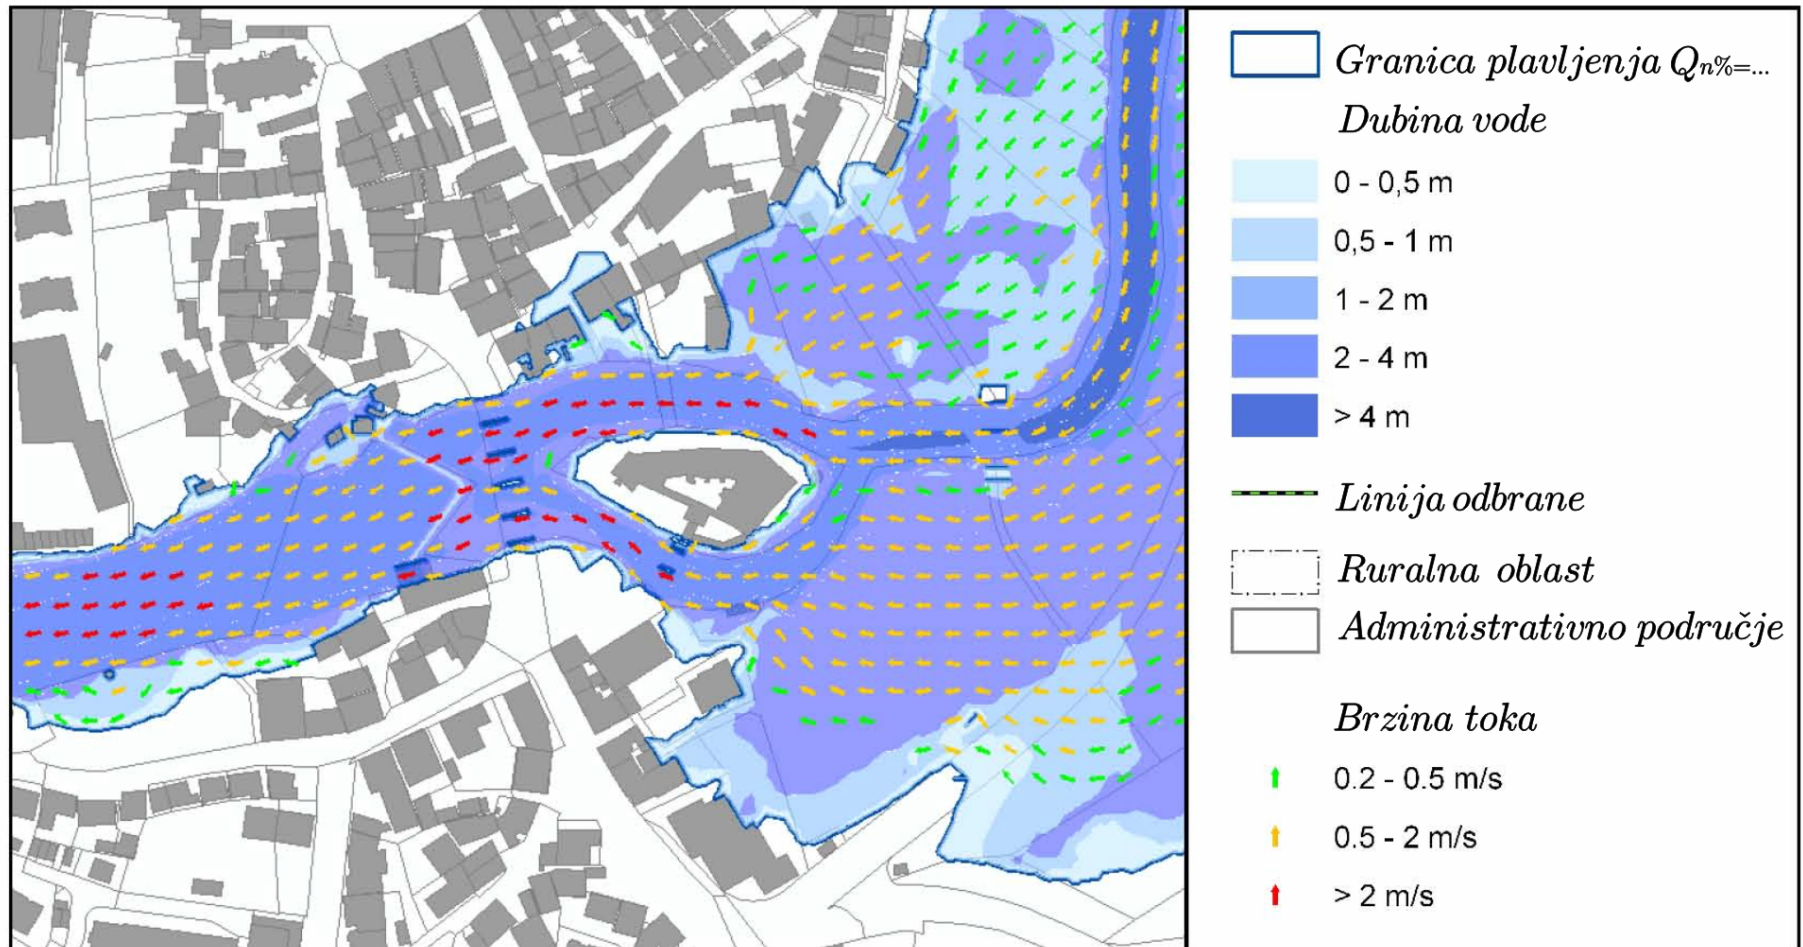 Granica plavljenja Qn%=...
Dubina vode
0 - 0,5 m
0,5 - 1 m
1 - 2 m
2 - 4 m
> 4 m
Linija odbrane
Ruralna oblast
Administrativno područje
Brzina toka
0.2 - 0.5 m/s
0.5 - 2 m/s
> 2 m/s